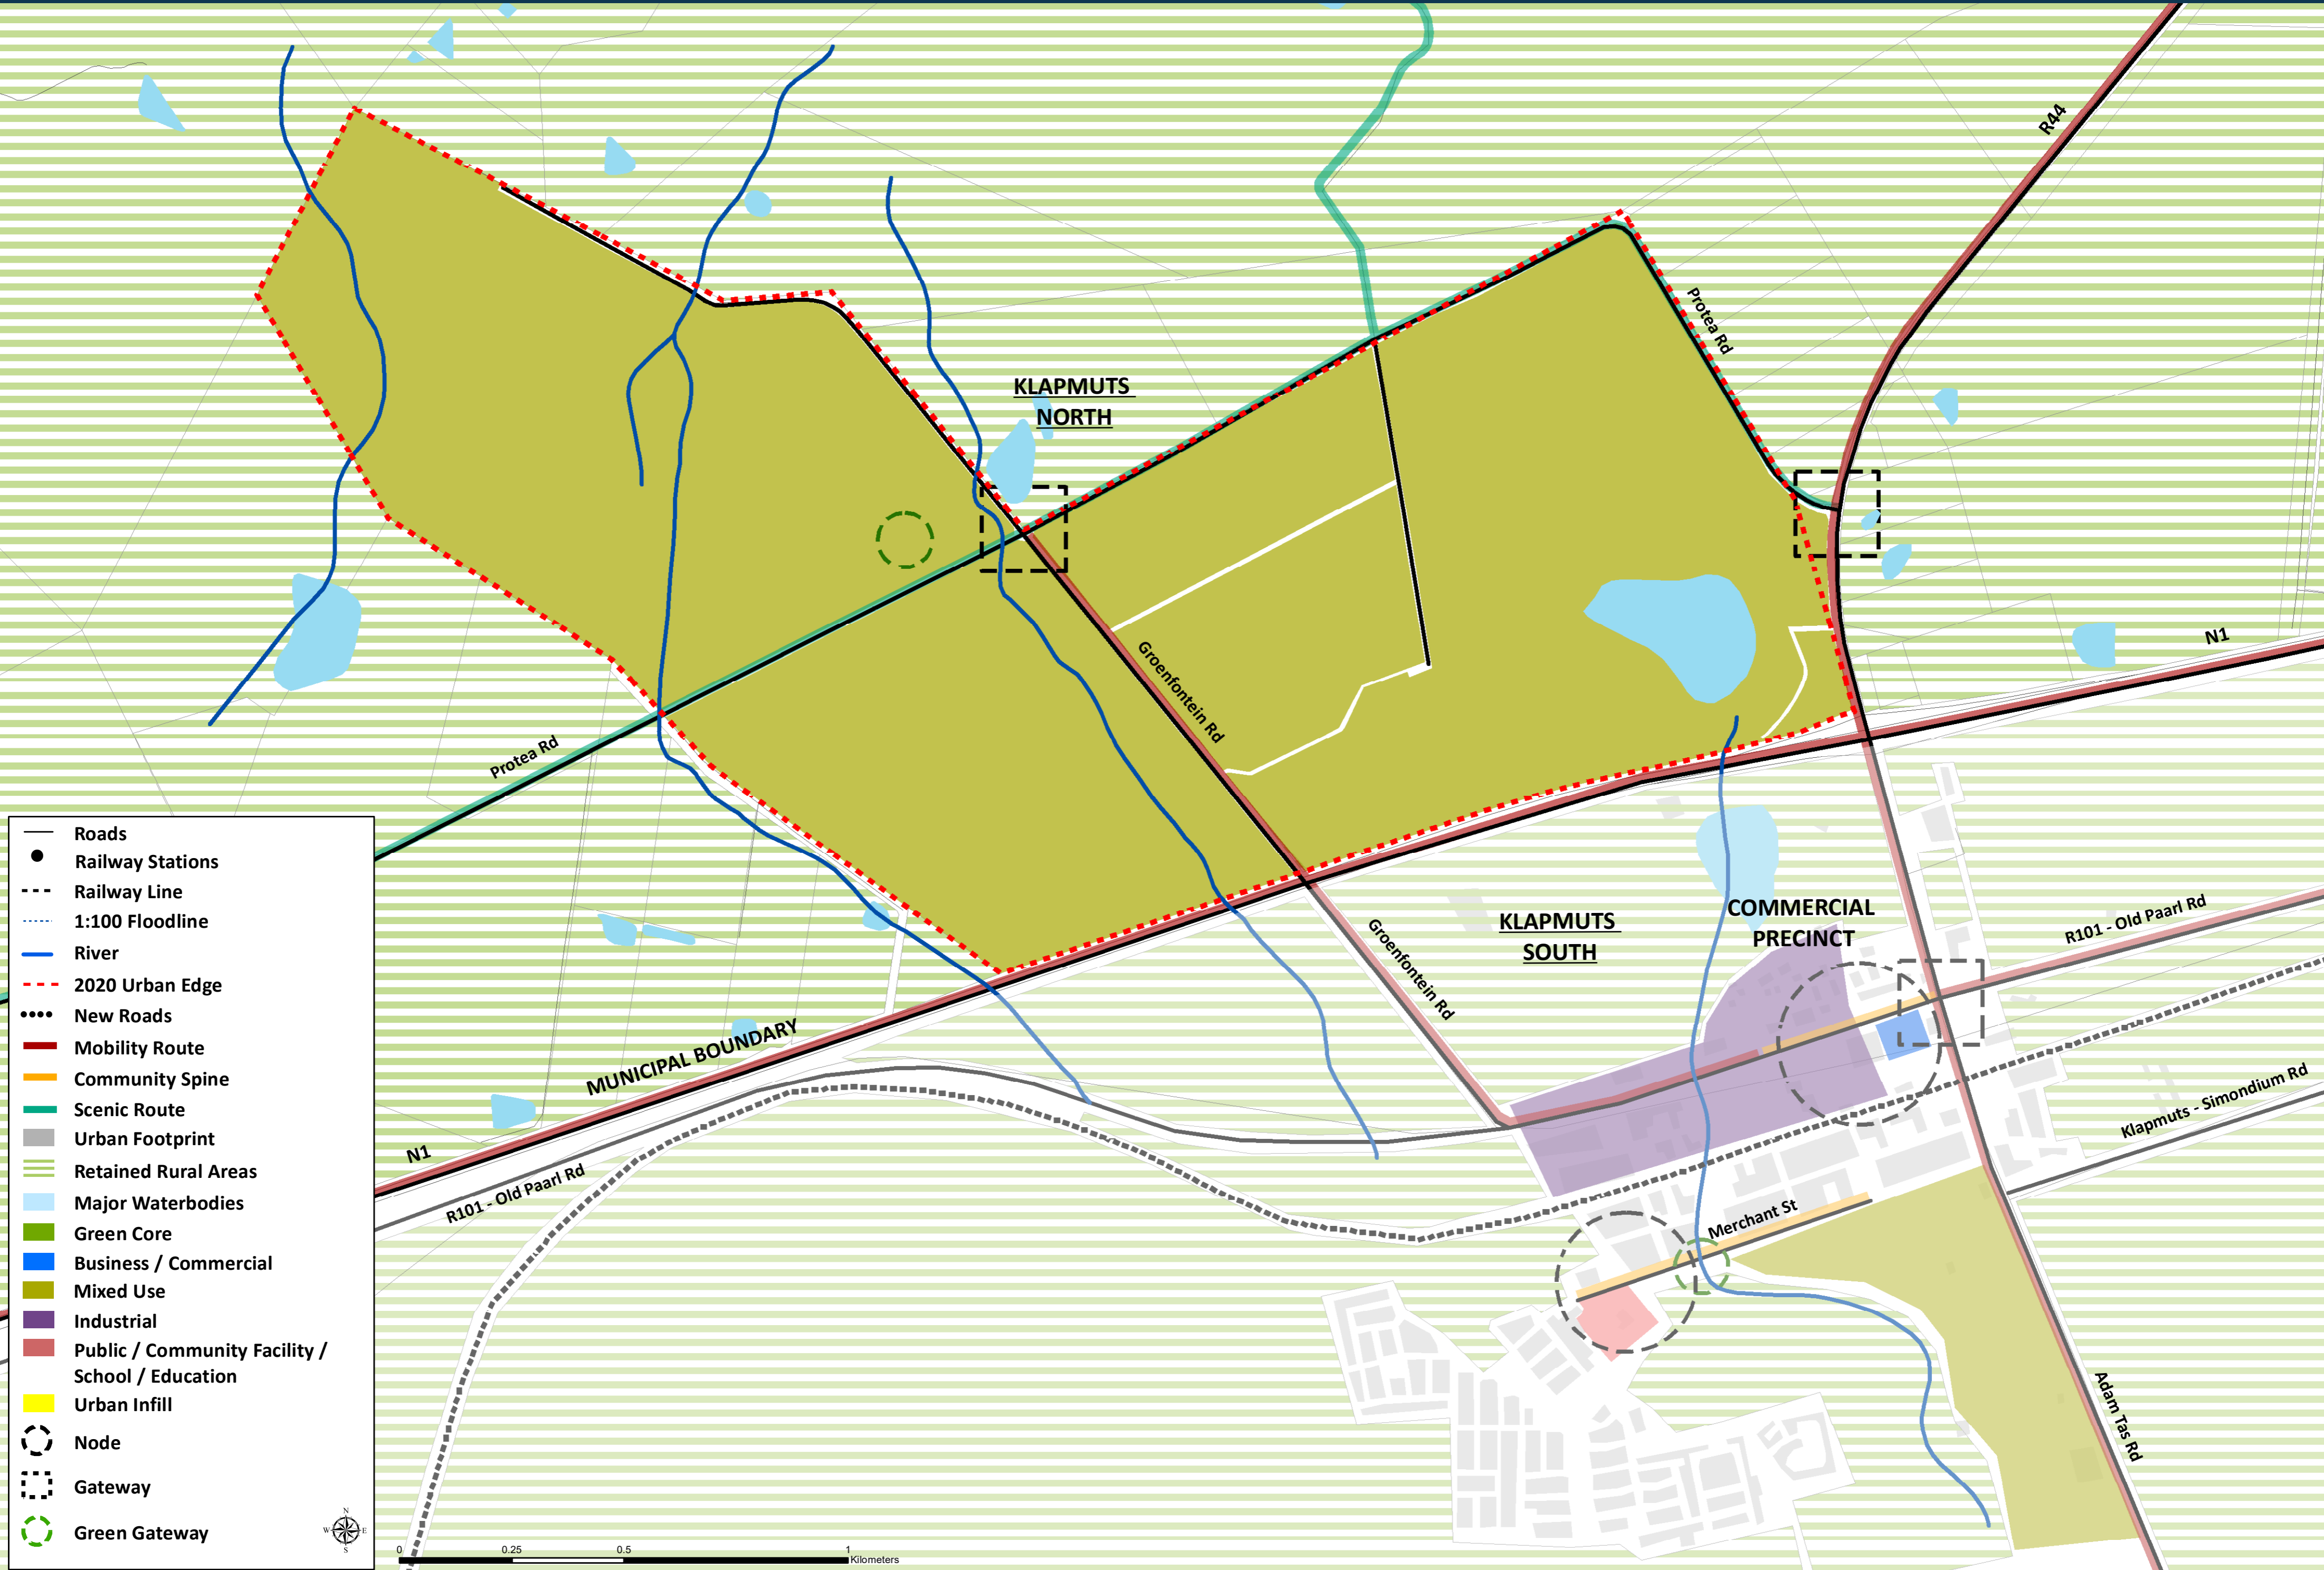 R44
Protea Rd
KLAPMUTS
NORTH
N1
Groenfontein Rd
Protea Rd
COMMERCIAL
PRECINCT
KLAPMUTS
SOUTH
R101 - Old Paarl Rd
Groenfontein Rd
MUNICIPAL BOUNDARY
Klapmuts - Simondium Rd
N1
R101 - Old Paarl Rd
Merchant St
Adam Tas Rd
Roads
Railway Stations
Railway Line
1:100 Floodline
River
2020 Urban Edge
New Roads
Mobility Route
Community Spine
Scenic Route
Urban Footprint
Retained Rural Areas
Major Waterbodies
Green Core
Business / Commercial
Mixed Use
Industrial
Public / Community Facility /
School / Education
Urban Infill
Node
Gateway
Green Gateway
N
W E
S
0 0.25 0.5 1
Kilometers